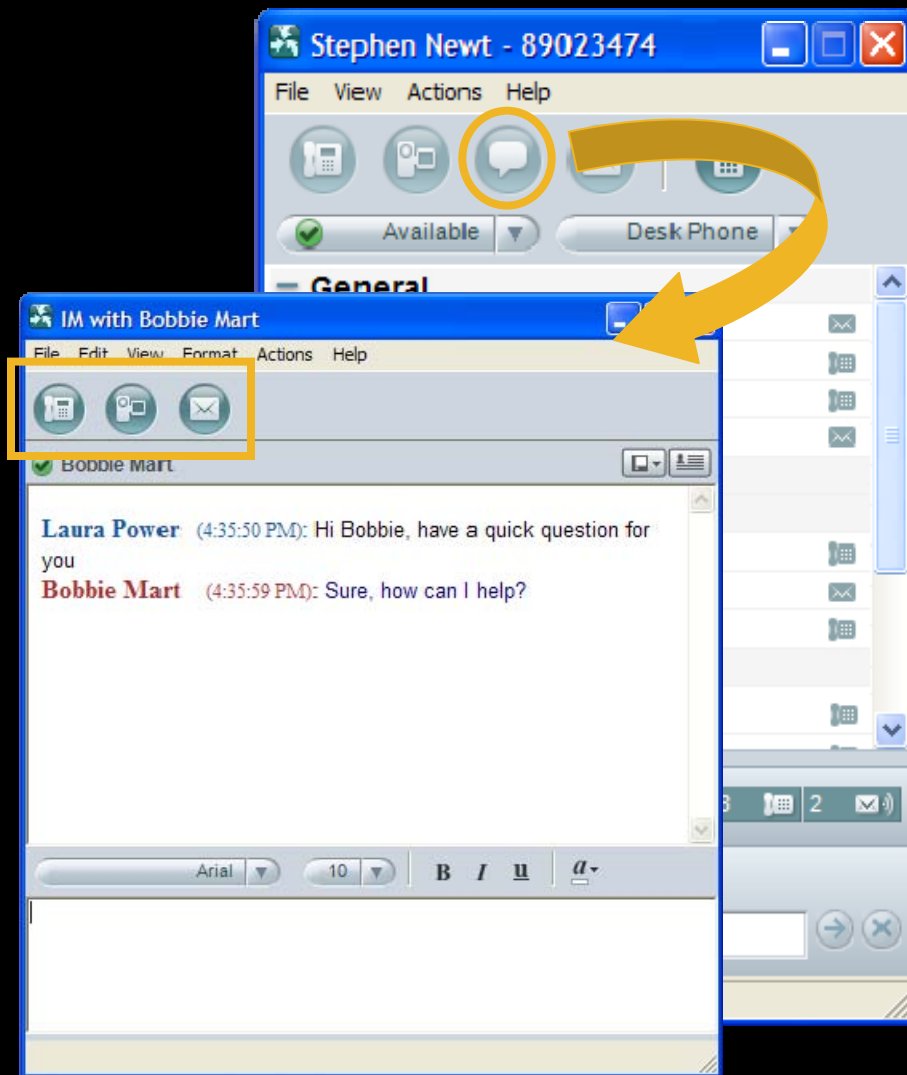 Stephen Newt - 89023474
File View Actions Help
Available Desk Phone
General
IM with Bobbie Mart
File Edit View Format Actions Help
Bobbie Mart
Laura Power (4:35:50 PM): Hi Bobbie, have a quick question for
you
Bobbie Mart (4:35:59 PM): Sure, how can I help?
3 2
Arial 10 B I u a